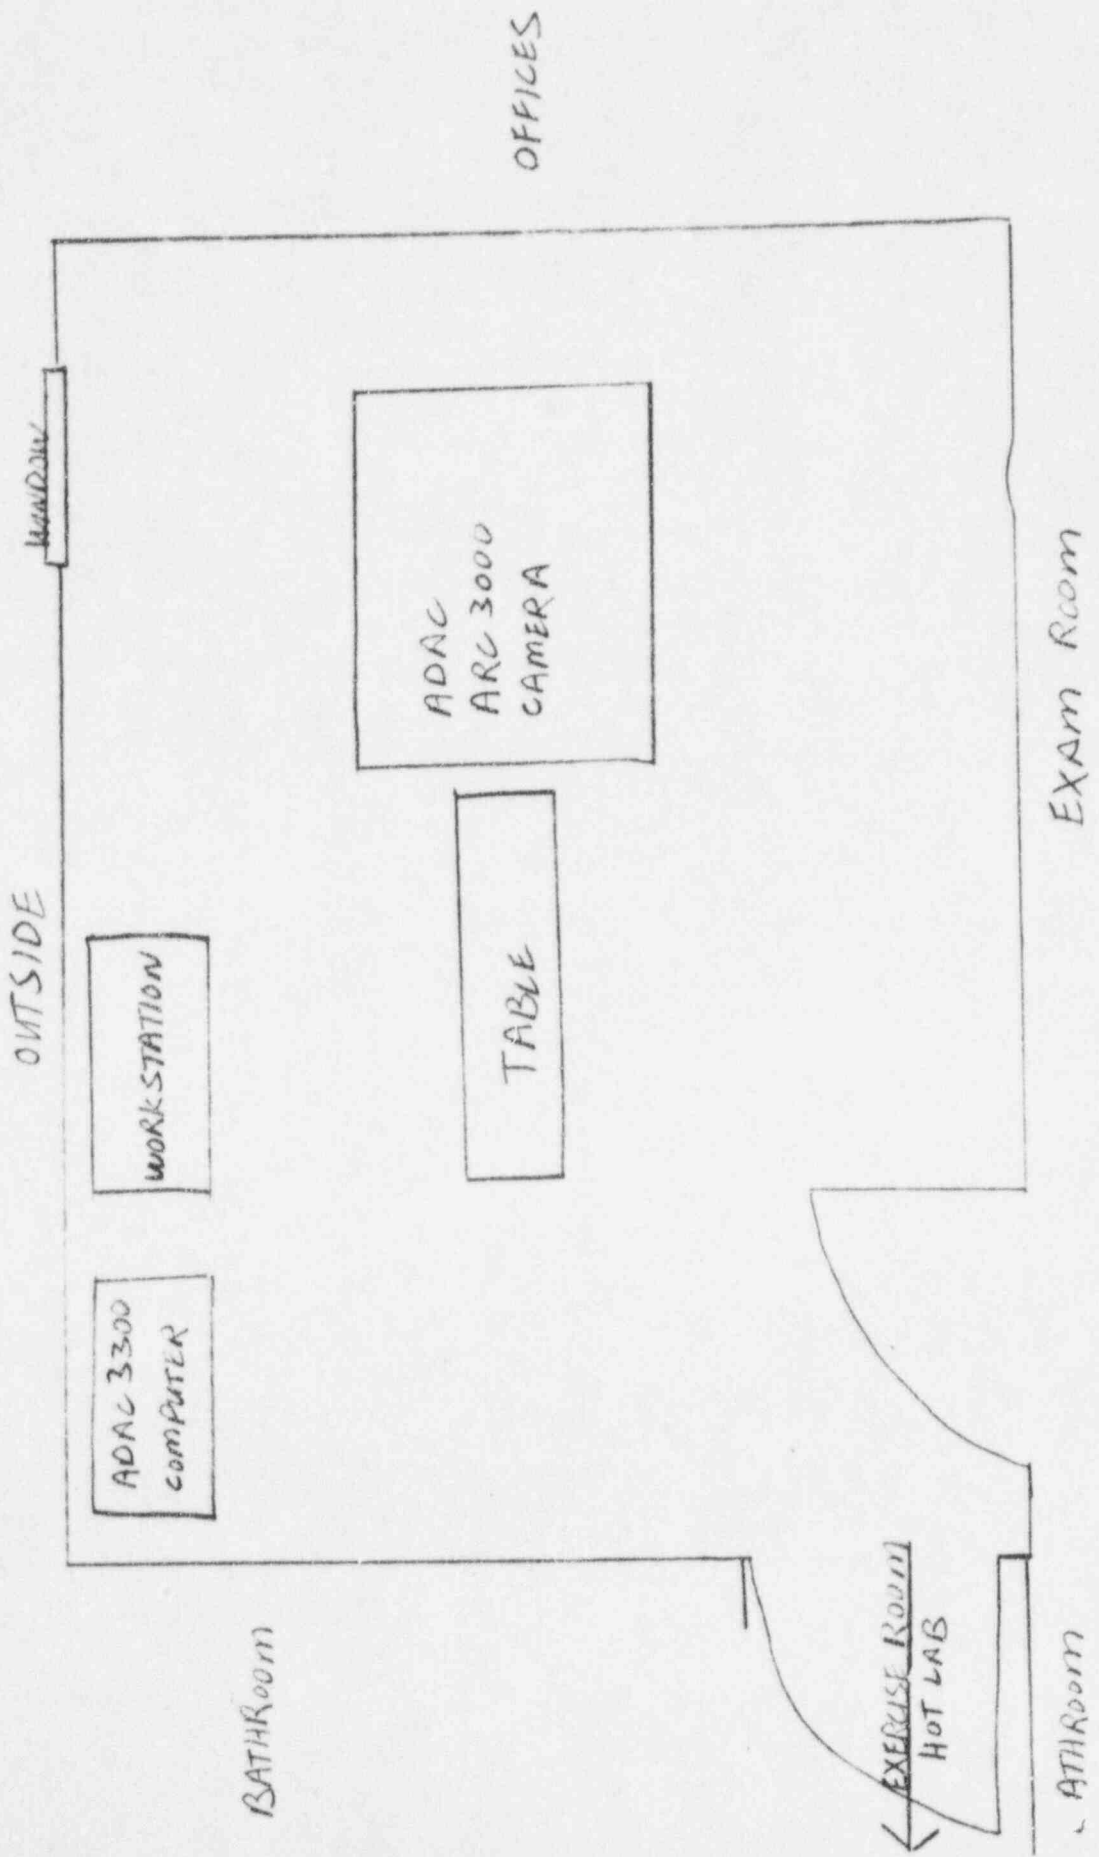 OUTSIDE
WINDOW
ADAC 3300
COMPUTER
WORKSTATION
TABLE
ADAC
ARC 3000
CAMERA
OFFICES
BATHROOM
EXERCISE ROOM
HOT LAB
EXAM ROOM
ATHROOM